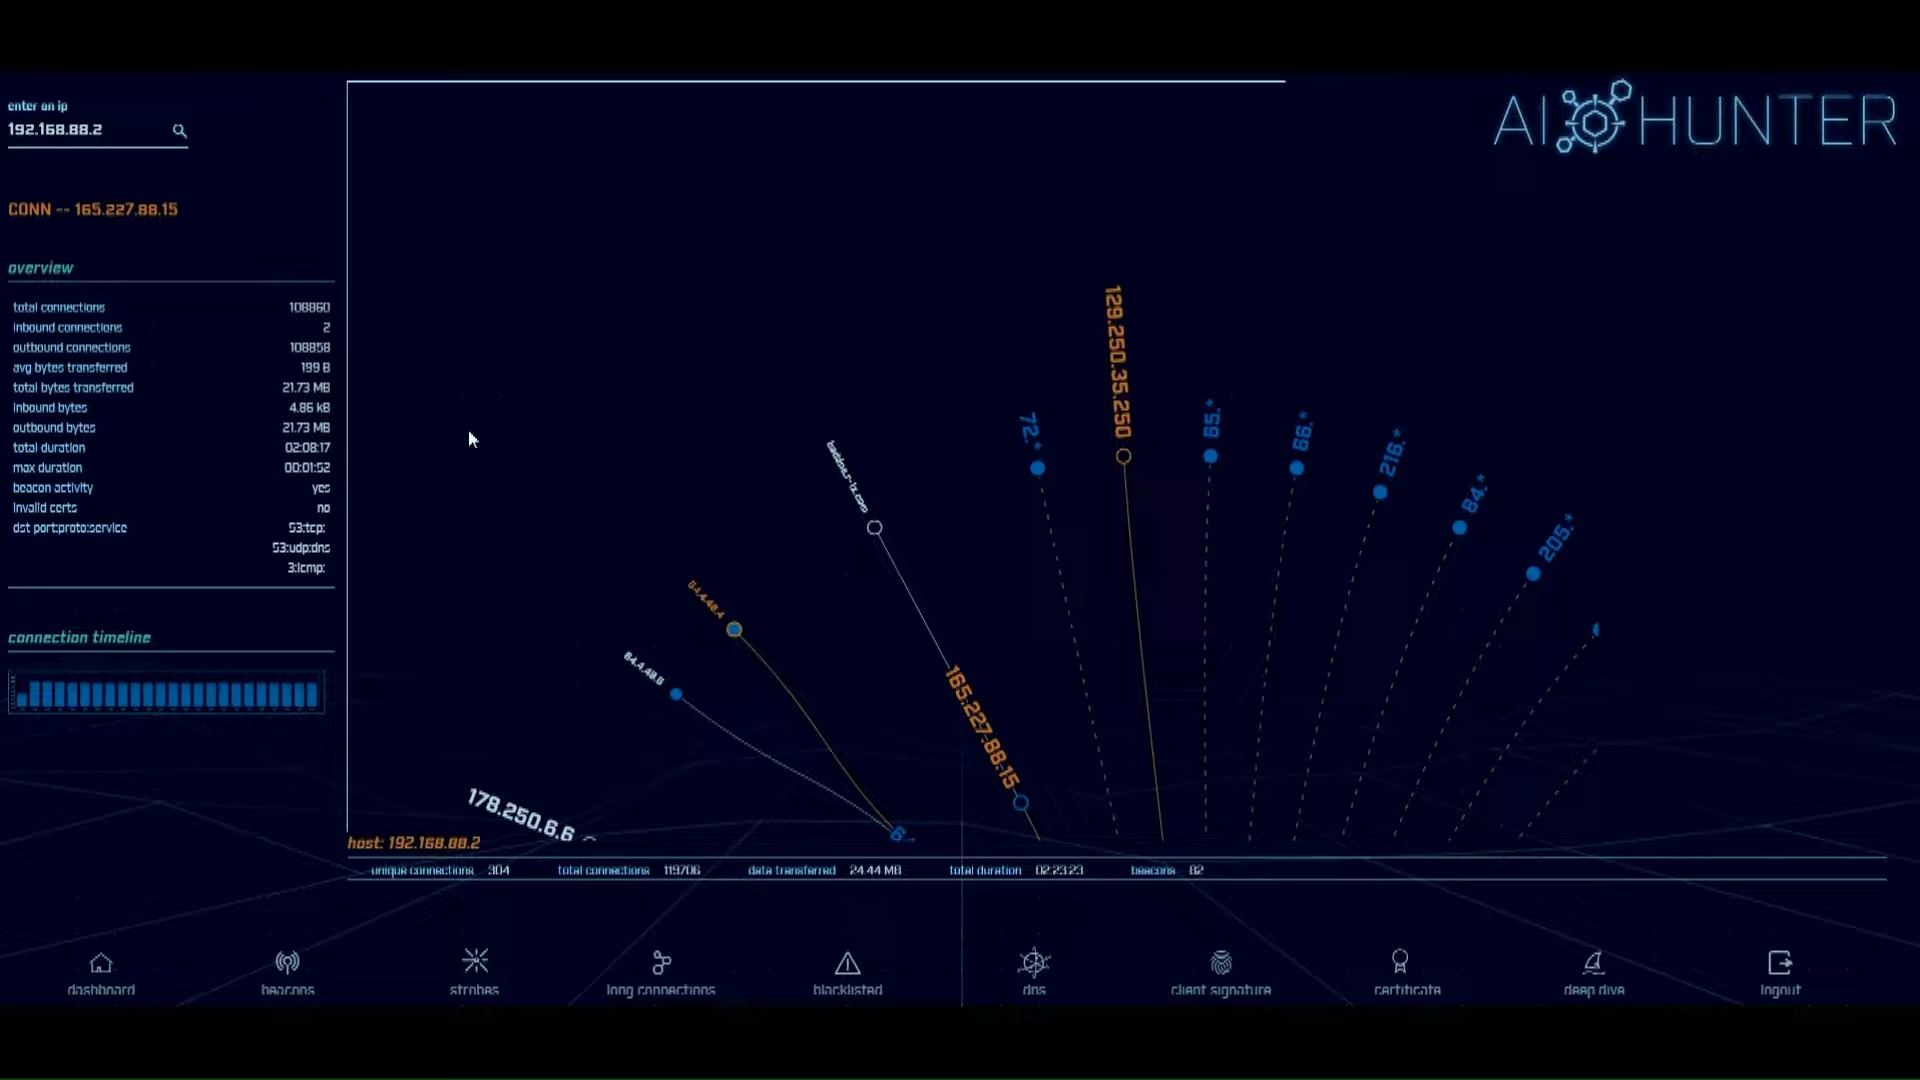 enter an ip
192.168.88.2
AI HUNTER
CONN -- 165.227.88.15
overview
total connections 108860
inbound connections 2
outbound connections 108858
avg bytes transferred 199 B
total bytes transferred 21.73 MB
inbound bytes 4.86 kB
outbound bytes 21.73 MB
total duration 02:08:17
max duration 00:01:52
beacon activity yes
invalid certs no
dst port:proto:service 53:tcp:
53:udp:dns
3:icmp:
connection timeline
129.250.35.250
72.*
65.*
66.*
216.*
84.*
205.*
64.4.48.4
165.227.88.15
178.250.6.6
host: 192.168.88.2
unique connections 304 total connections 119706 data transferred 24.44 MB total duration 02:23:23 beacons 82
dashboard beacons strobes long connections blacklisted dns client signature certificate deep dive logout